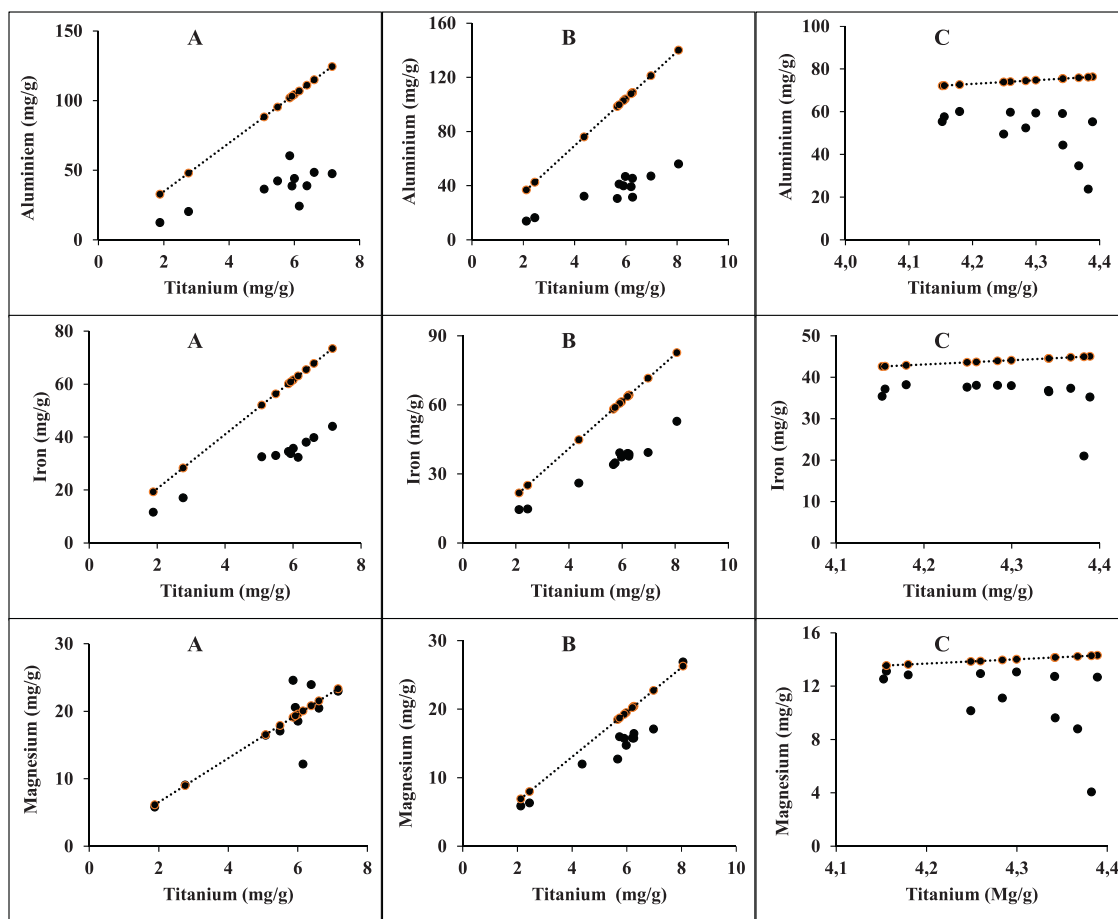 A
Aluminiem (mg/g)
150
100
50
0
0 2 4 6 8
Titanium (mg/g)
B
Aluminium (mg/g)
160
120
80
40
0
0 2 4 6 8 10
Titanium (mg/g)
C
Aluminium (mg/g)
100
80
60
40
20
0
4,0 4,1 4,2 4,3 4,4
Titanium (mg/g)
A
Iron (mg/g)
80
60
40
20
0
0 2 4 6 8
Titanium (mg/g)
B
Iron (mg/g)
90
60
30
0
0 2 4 6 8 10
Titanium (mg/g)
C
Iron (mg/g)
50
40
30
20
10
0
4,1 4,2 4,3 4,4
Titanium (mg/g)
A
Magnesium (mg/g)
30
20
10
0
0 2 4 6 8
Titanium (mg/g)
B
Magnesium (mg/g)
30
20
10
0
0 2 4 6 8 10
Titanium (mg/g)
C
Magnesium (mg/g)
16
12
8
4
0
4,1 4,2 4,3 4,4
Titanium (Mg/g)